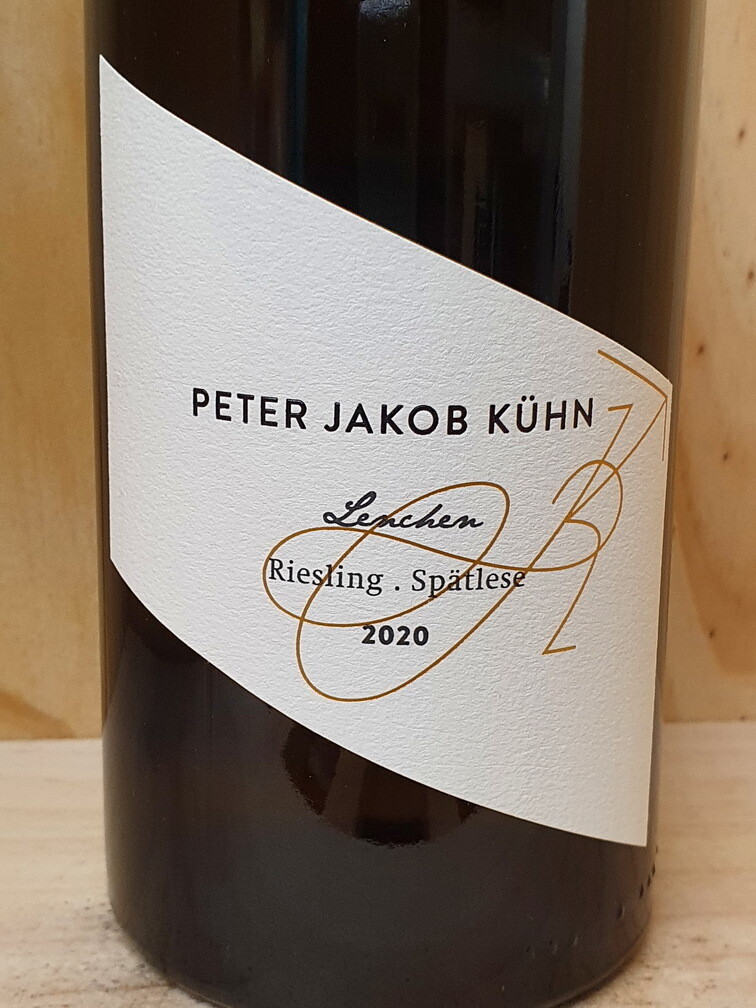 PETER JAKOB KÜHN
Lenchen
Riesling . Spätlese
2020